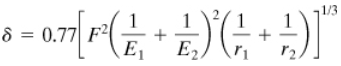 δ = 0.77[F²(1/E₁ + 1/E₂)²(1/r₁ + 1/r₂)]^1/3